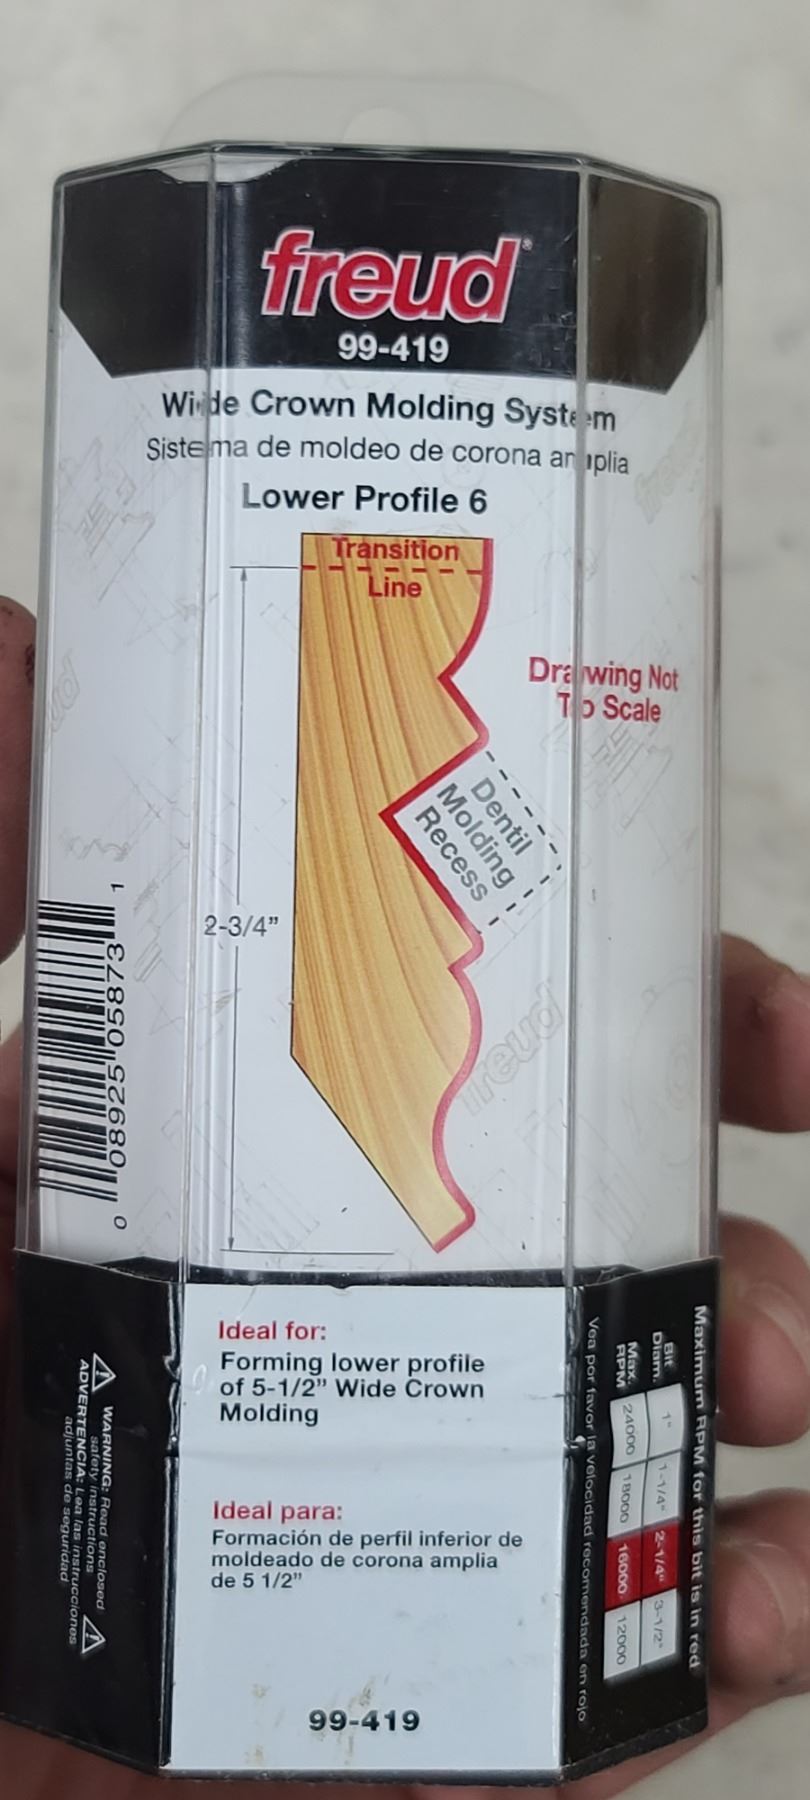 freud®
99-419
Wide Crown Molding System
Sistema de moldeo de corona amplia
Lower Profile 6
Transition
Line
Drawing Not
To Scale
Dentil
Molding
Recess
2-3/4”
freud
freud
freud
0 08925 05873 1
Ideal for:
Forming lower profile
of 5-1/2” Wide Crown
Molding
Ideal para:
Formación de perfil inferior de
moldeado de corona amplia
de 5 1/2”
99-419
WARNING: Read enclosed
safety instructions
ADVERTENCIA: Lea las instrucciones
adjuntas de seguridad
Maximum RPM for this bit is in red
Bit Diam. 1" 1-1/4" 2-1/4" 3-1/2"
Max. RPM 24000 18000 16000 12000
Vea por favor la velocidad recomendada en rojo